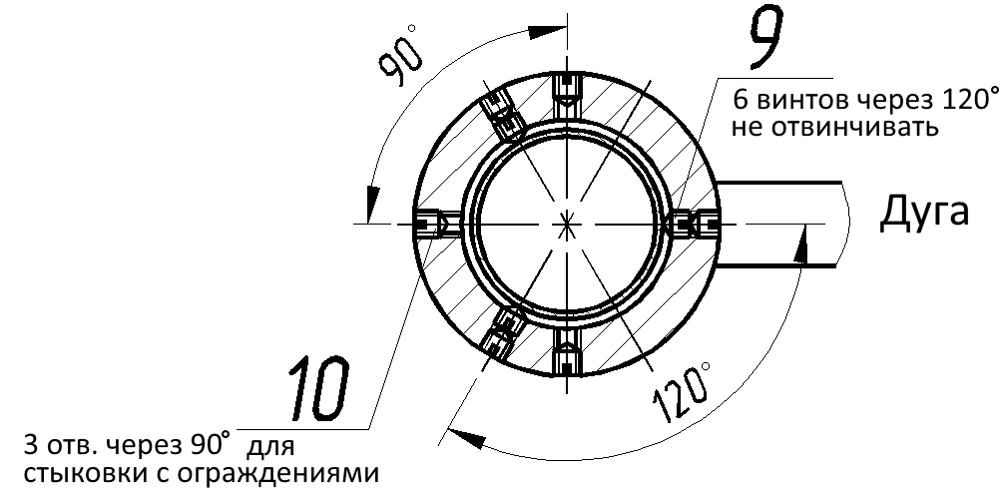 90°
9
6 винтов через 120°
не отвинчивать
Дуга
120°
10
3 отв. через 90° для
стыковки с ограждениями